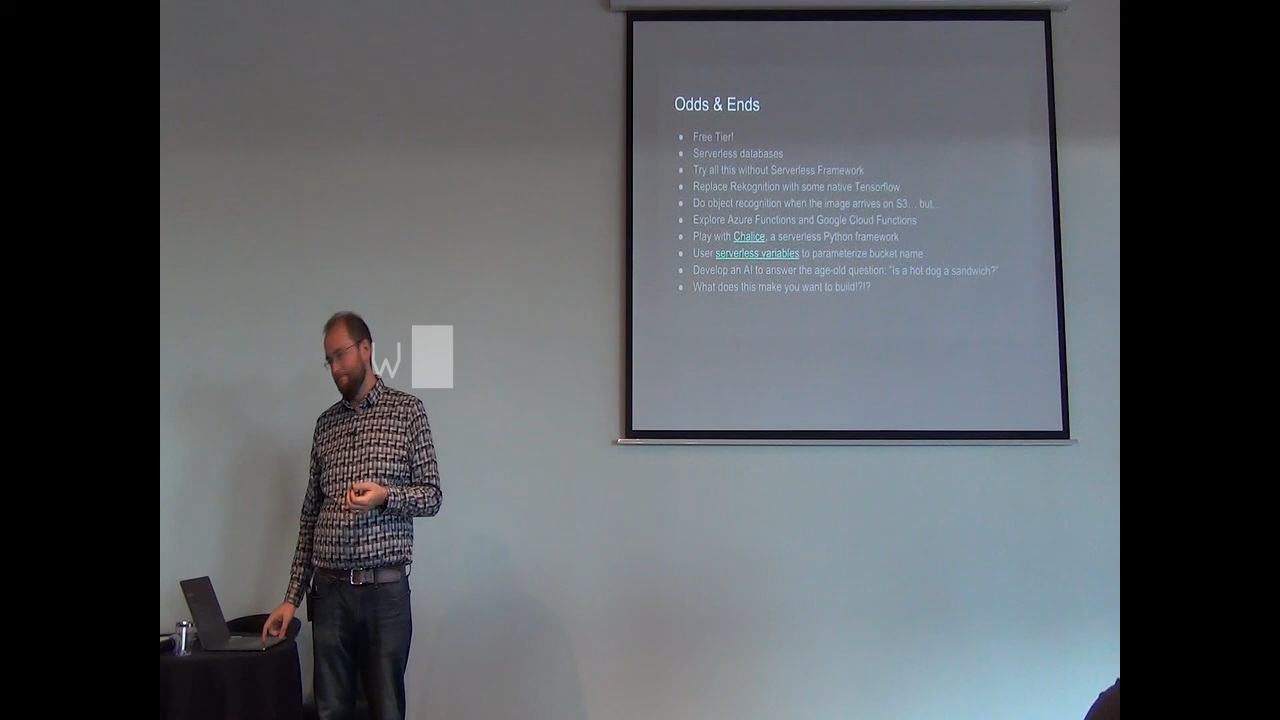 Odds & Ends
● Free Tier!
● Serverless databases
● Try all this without Serverless Framework
● Replace Rekognition with some native Tensorflow
● Do object recognition when the image arrives on S3... but...
● Explore Azure Functions and Google Cloud Functions
● Play with Chalice, a serverless Python framework
● User serverless variables to parameterize bucket name
● Develop an AI to answer the age-old question: "Is a hot dog a sandwich?"
● What does this make you want to build!?!?
W